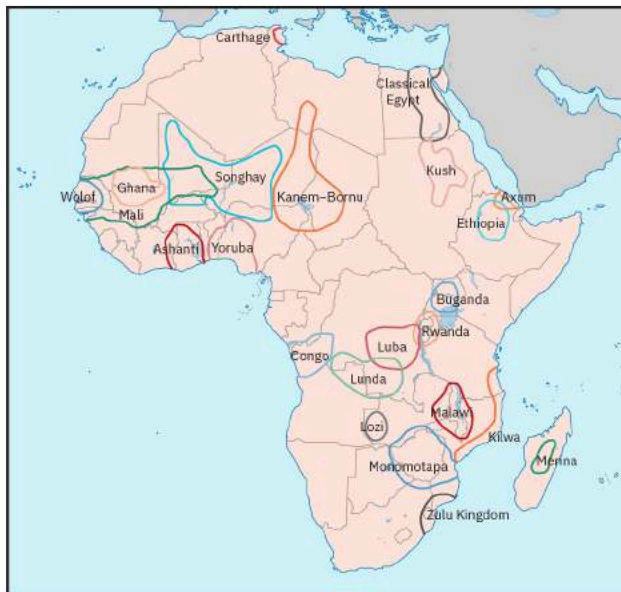 Carthage
Classical
Egypt
Kush
Axum
Ethiopia
Songhay
Kanem-Bornu
Ghana
Wolof
Mali
Ashanti
Yoruba
Buganda
Rwanda
Congo
Luba
Lunda
Malawi
Lozi
Kilwa
Monomotapa
Merina
Zulu Kingdom